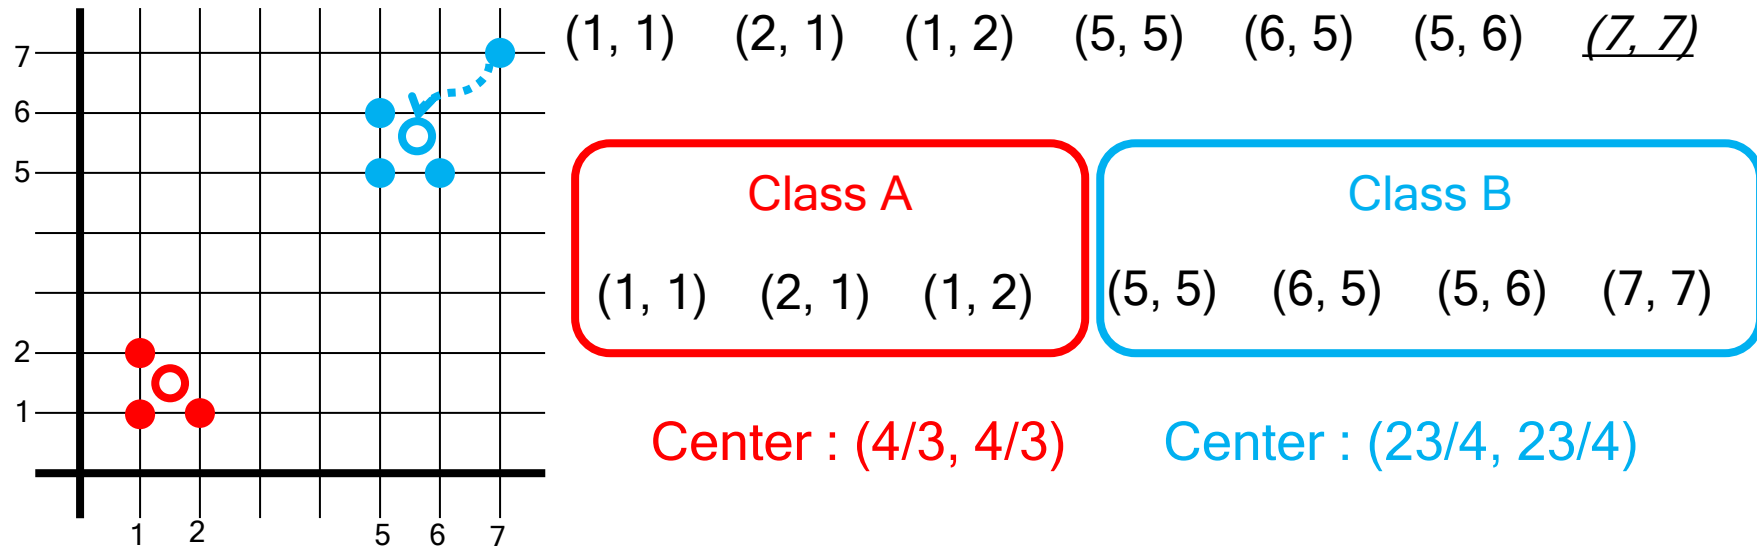 (1, 1) (2, 1) (1, 2) (5, 5) (6, 5) (5, 6) (7, 7)
7
6
5
2
1
1 2 5 6 7
Class A
(1, 1) (2, 1) (1, 2)
Center : (4/3, 4/3)
Class B
(5, 5) (6, 5) (5, 6) (7, 7)
Center : (23/4, 23/4)